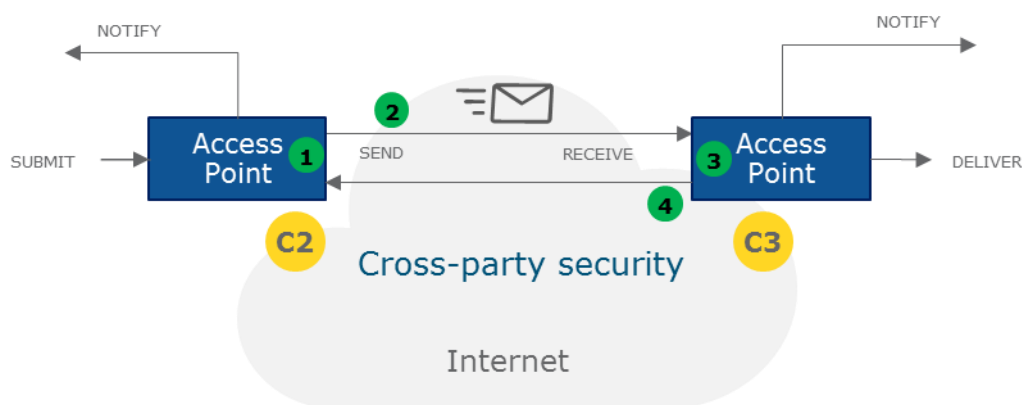 NOTIFY
NOTIFY
2
Access
Point
1
SUBMIT
SEND
RECEIVE
3
Access
Point
DELIVER
4
C2
C3
Cross-party security
Internet